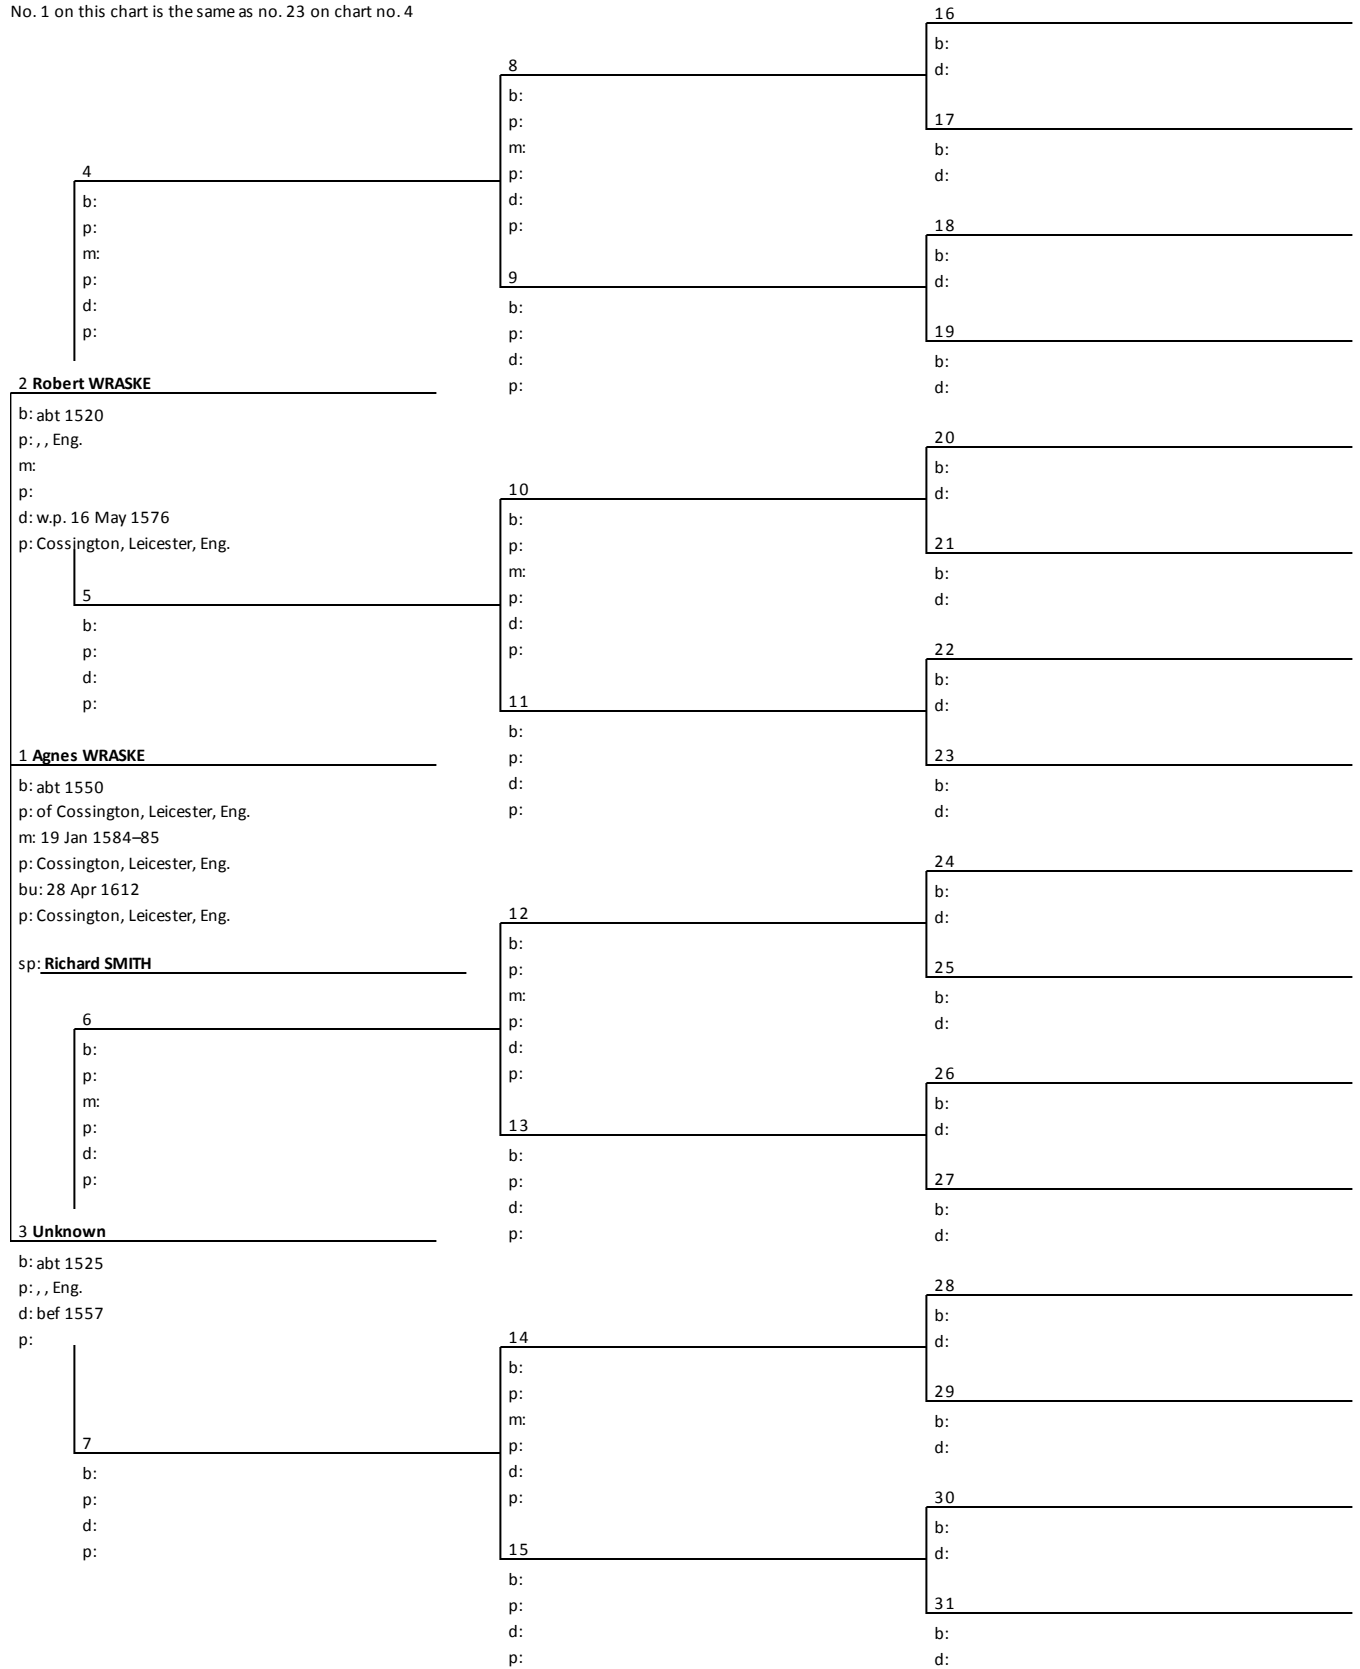 No. 1 on this chart is the same as no. 23 on chart no. 4
4
b:
p:
m:
p:
d:
p:
2 Robert WRASKE
b: abt 1520
p: , , Eng.
m:
p:
d: w.p. 16 May 1576
p: Cossington, Leicester, Eng.
5
b:
p:
d:
p:
1 Agnes WRASKE
b: abt 1550
p: of Cossington, Leicester, Eng.
m: 19 Jan 1584–85
p: Cossington, Leicester, Eng.
bu: 28 Apr 1612
p: Cossington, Leicester, Eng.
sp: Richard SMITH
6
b:
p:
m:
p:
d:
p:
3 Unknown
b: abt 1525
p: , , Eng.
d: bef 1557
p:
7
b:
p:
d:
p:
8
b:
p:
m:
p:
d:
p:
9
b:
p:
d:
p:
10
b:
p:
m:
p:
d:
p:
11
b:
p:
d:
p:
12
b:
p:
m:
p:
d:
p:
13
b:
p:
d:
p:
14
b:
p:
m:
p:
d:
p:
15
b:
p:
d:
p:
16
b:
d:
17
b:
d:
18
b:
d:
19
b:
d:
20
b:
d:
21
b:
d:
22
b:
d:
23
b:
d:
24
b:
d:
25
b:
d:
26
b:
d:
27
b:
d:
28
b:
d:
29
b:
d:
30
b:
d:
31
b:
d: